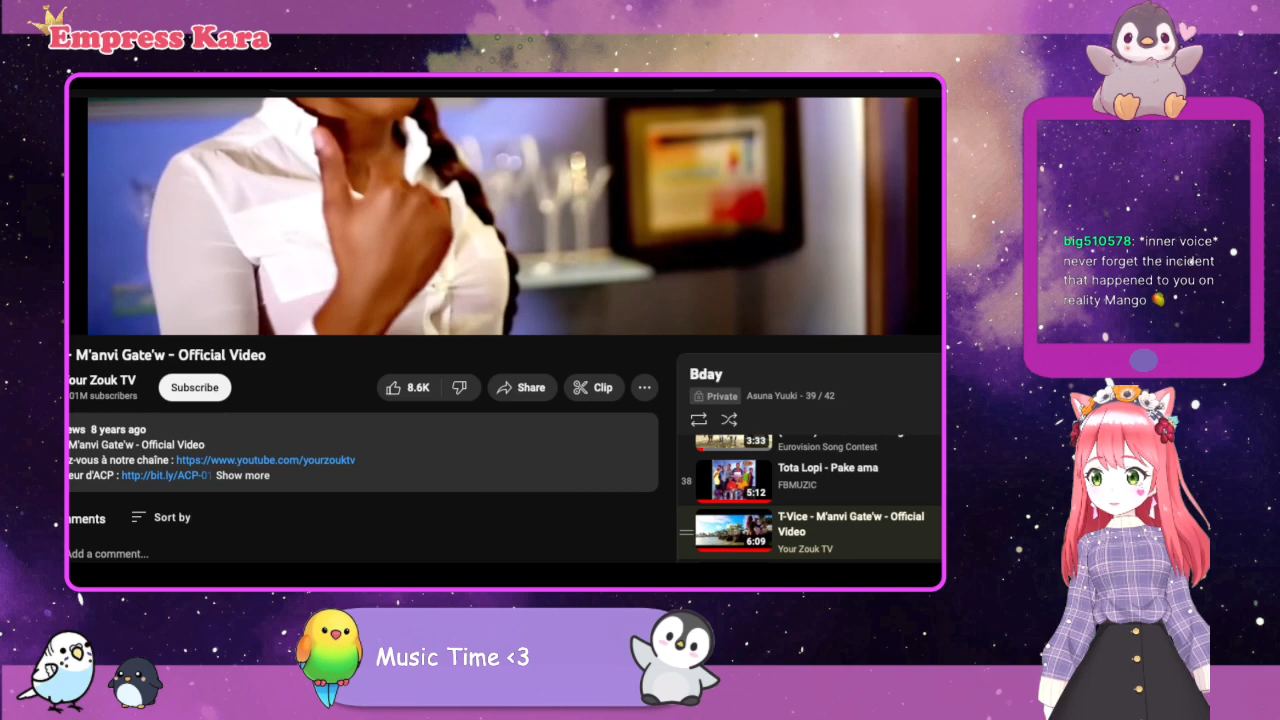 Empress Kara
- M'anvi Gate'w - Official Video
our Zouk TV
01M subscribers
Subscribe
8.6K
Share
Clip
ews 8 years ago
M'anvi Gate'w - Official Video
z-vous à notre chaîne : https://www.youtube.com/yourzouktv
eur d'ACP : http://bit.ly/ACP-01 Show more
mments
Sort by
Add a comment...
Bday
Private
Asuna Yuuki - 39 / 42
3:33
Eurovision Song Contest
38
5:12
Tota Lopi - Pake ama
FBMUZIC
6:09
T-Vice - M'anvi Gate'w - Official
Video
Your Zouk TV
big510578: *inner voice*
never forget the incident
that happened to you on
reality Mango 🥭
Music Time <3